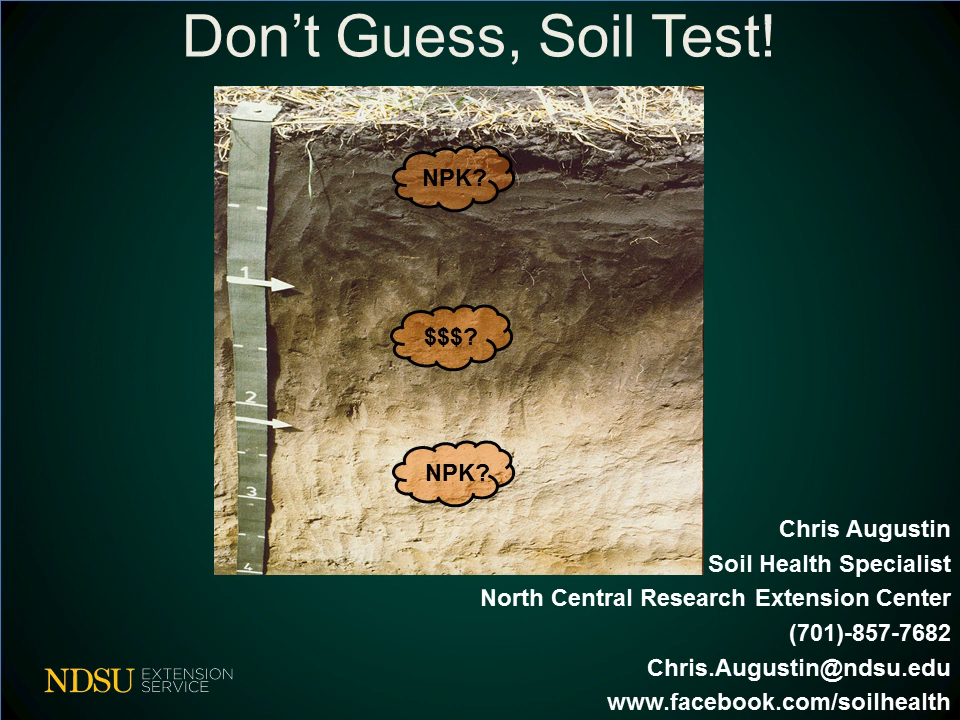 Don’t Guess, Soil Test!
NPK?
1
$$$?
2
NPK?
3
4
Chris Augustin
Soil Health Specialist
North Central Research Extension Center
(701)-857-7682
Chris.Augustin@ndsu.edu
www.facebook.com/soilhealth
NDSU EXTENSION
SERVICE